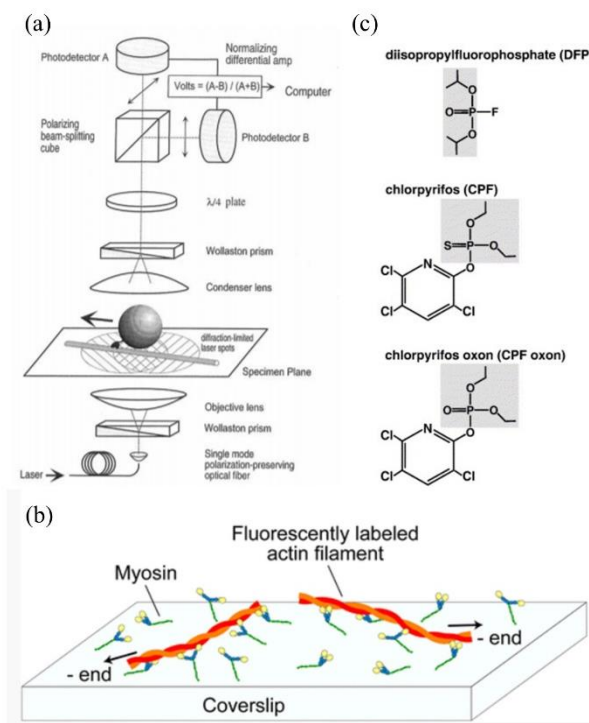 (a)
Photodetector A
Normalizing
differential amp
Volts = (A-B) / (A+B)
Computer
Polarizing
beam-splitting
cube
Photodetector B
λ/4 plate
Wollaston prism
Condenser lens
diffraction-limited
laser spots
Specimen Plane
Objective lens
Wollaston prism
Single mode
polarization-preserving
optical fiber
Laser
(c)
diisopropylfluorophosphate (DFP
O
O=P-F
O
chlorpyrifos (CPF)
O
S=P-O
O
Cl N
Cl Cl
chlorpyrifos oxon (CPF oxon)
O
O=P-O
O
Cl N
Cl Cl
(b)
Fluorescently labeled
actin filament
Myosin
- end
- end
Coverslip